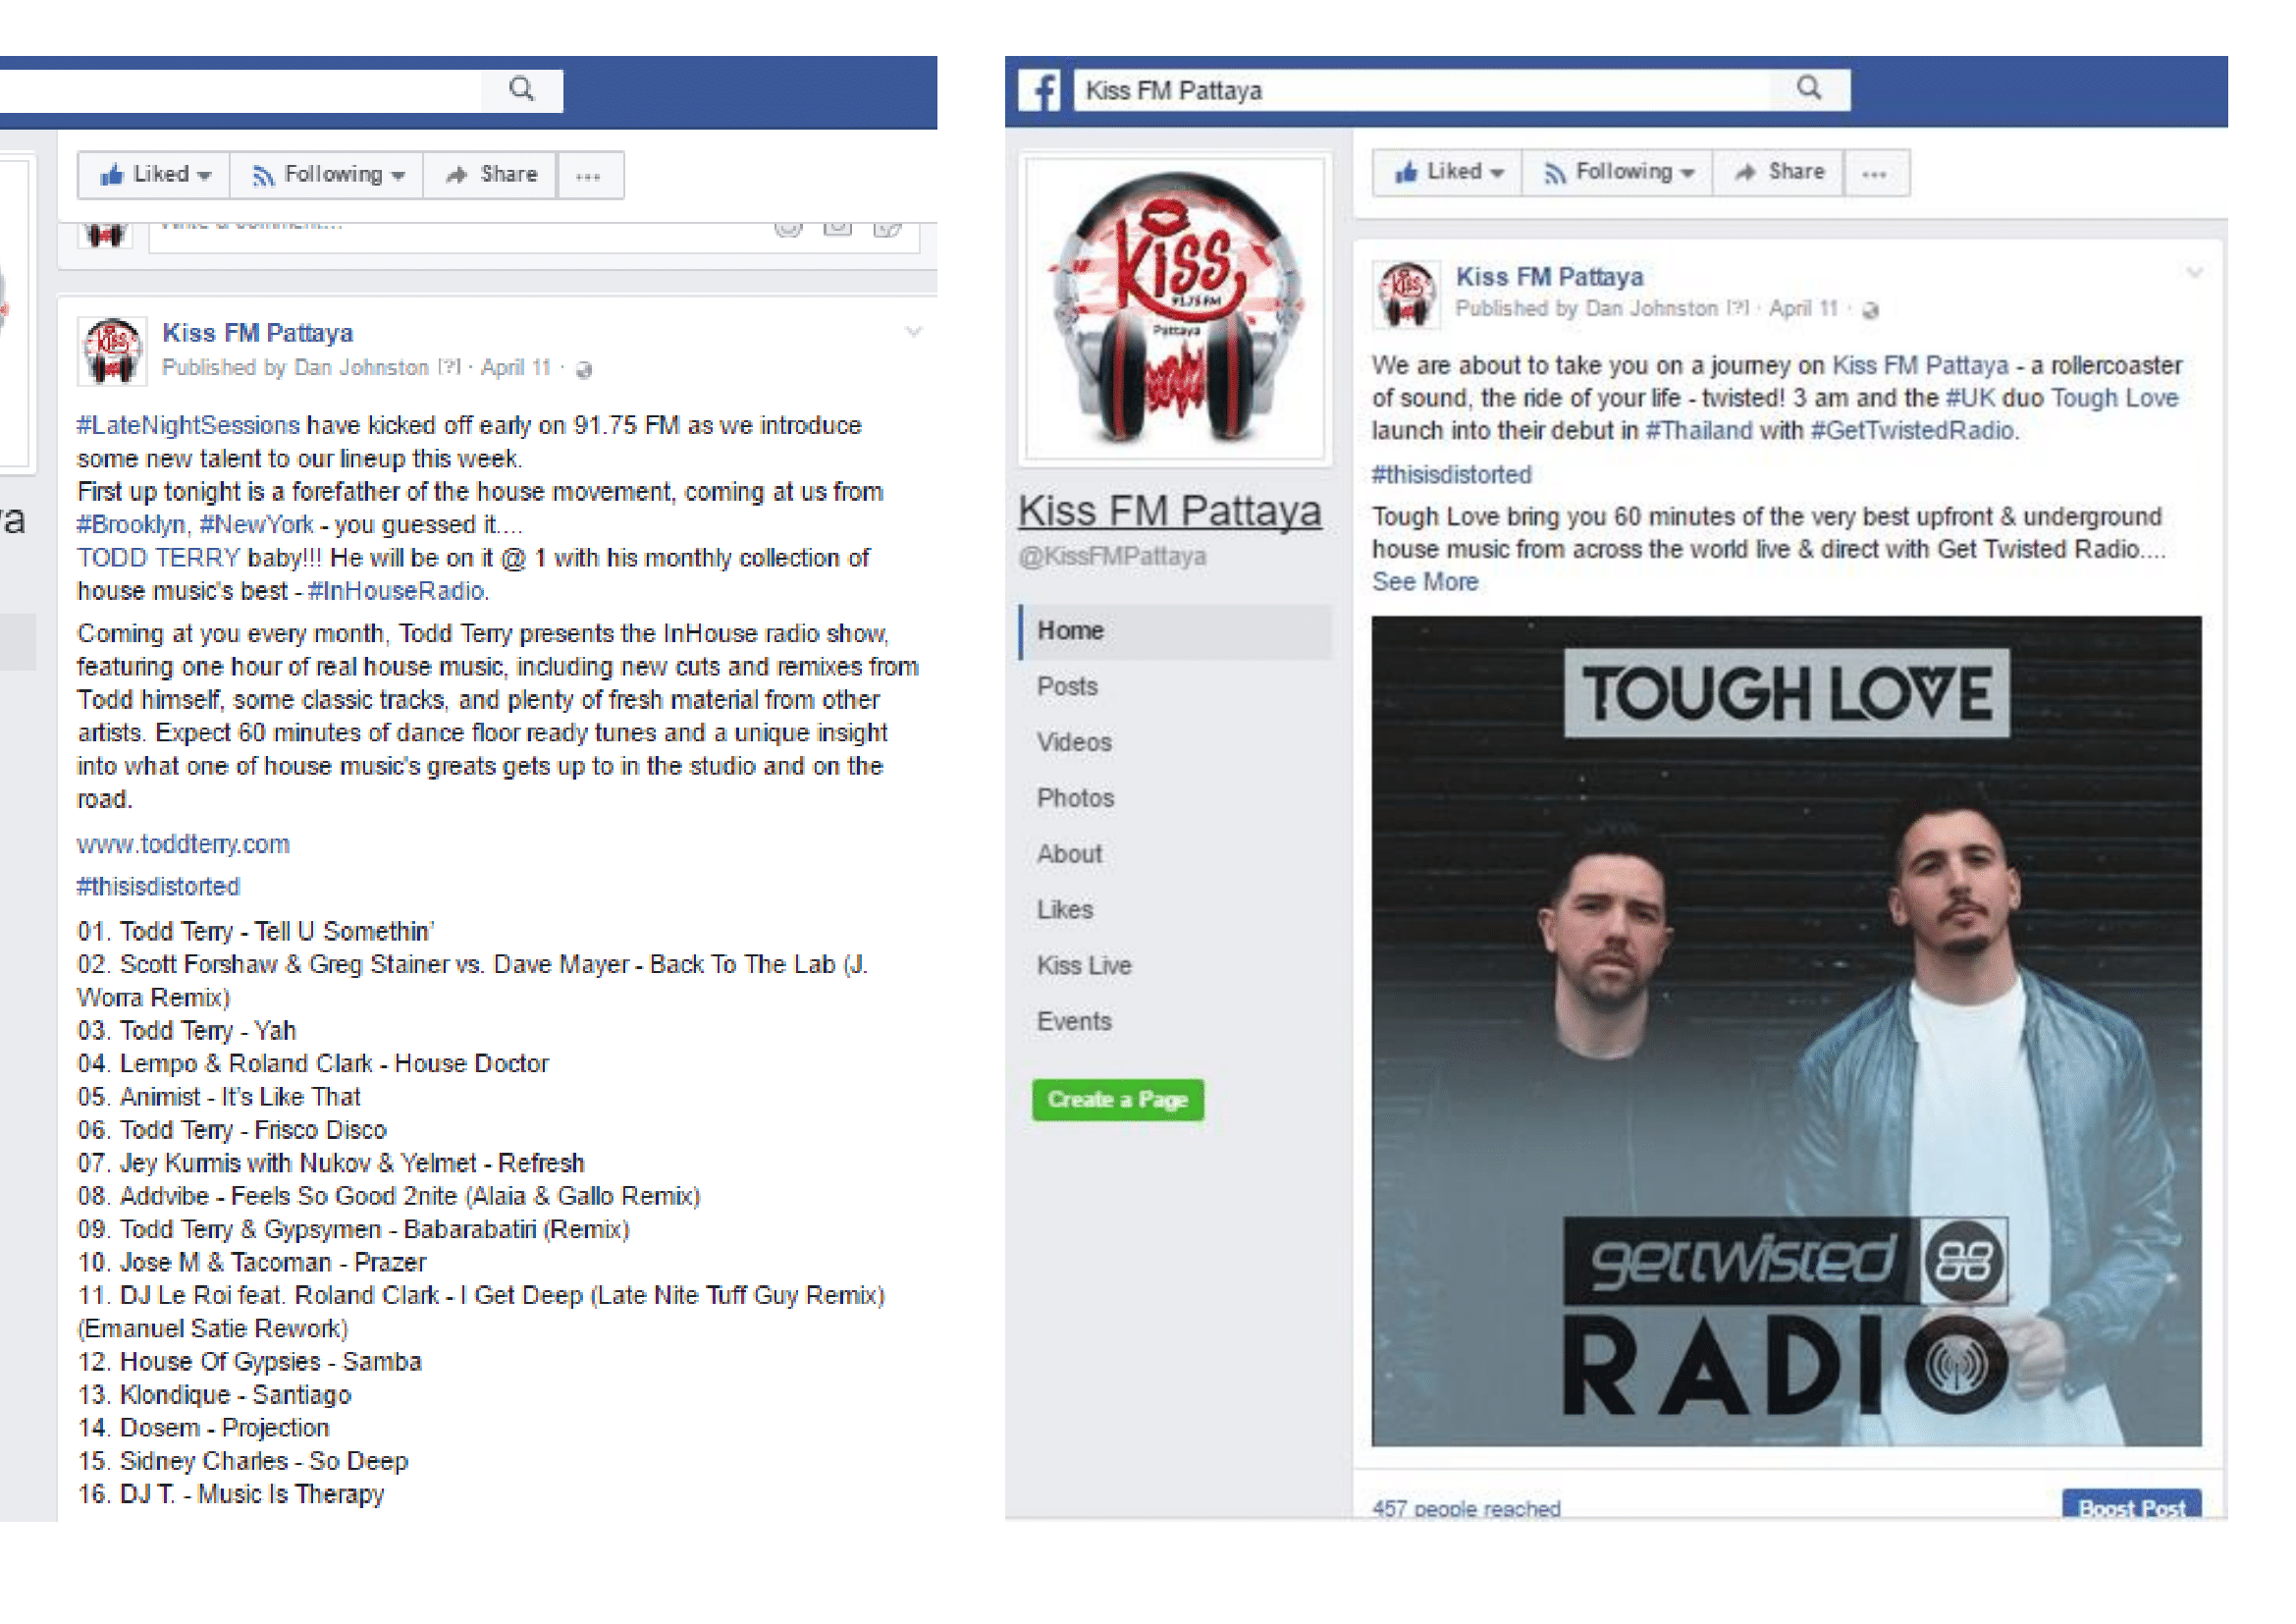 Liked
Following
Share
Kiss FM Pattaya
Published by Dan Johnston [?] · April 11 ·
#LateNightSessions have kicked off early on 91.75 FM as we introduce
some new talent to our lineup this week.
First up tonight is a forefather of the house movement, coming at us from
#Brooklyn, #NewYork - you guessed it....
TODD TERRY baby!!! He will be on it @ 1 with his monthly collection of
house music's best - #InHouseRadio.
Coming at you every month, Todd Terry presents the InHouse radio show,
featuring one hour of real house music, including new cuts and remixes from
Todd himself, some classic tracks, and plenty of fresh material from other
artists. Expect 60 minutes of dance floor ready tunes and a unique insight
into what one of house music's greats gets up to in the studio and on the
road.
www.toddterry.com
#thisisdistorted
01. Todd Terry - Tell U Somethin'
02. Scott Forshaw & Greg Stainer vs. Dave Mayer - Back To The Lab (J.
Worra Remix)
03. Todd Terry - Yah
04. Lempo & Roland Clark - House Doctor
05. Animist - It's Like That
06. Todd Terry - Frisco Disco
07. Jey Kurmis with Nukov & Yelmet - Refresh
08. Addvibe - Feels So Good 2nite (Alaia & Gallo Remix)
09. Todd Terry & Gypsymen - Babarabatiri (Remix)
10. Jose M & Tacoman - Prazer
11. DJ Le Roi feat. Roland Clark - I Get Deep (Late Nite Tuff Guy Remix)
(Emanuel Satie Rework)
12. House Of Gypsies - Samba
13. Klondique - Santiago
14. Dosem - Projection
15. Sidney Charles - So Deep
16. DJ T. - Music Is Therapy
Kiss FM Pattaya
Kiss
91.75 FM
Pattaya
Kiss FM Pattaya
@KissFMPattaya
Home
Posts
Videos
Photos
About
Likes
Kiss Live
Events
Create a Page
Liked
Following
Share
Kiss FM Pattaya
Published by Dan Johnston [?] · April 11 ·
We are about to take you on a journey on Kiss FM Pattaya - a rollercoaster
of sound, the ride of your life - twisted! 3 am and the #UK duo Tough Love
launch into their debut in #Thailand with #GetTwistedRadio.
#thisisdistorted
Tough Love bring you 60 minutes of the very best upfront & underground
house music from across the world live & direct with Get Twisted Radio....
See More
TOUGH LOVE
gettwisted
RADIO
457 people reached
Boost Post